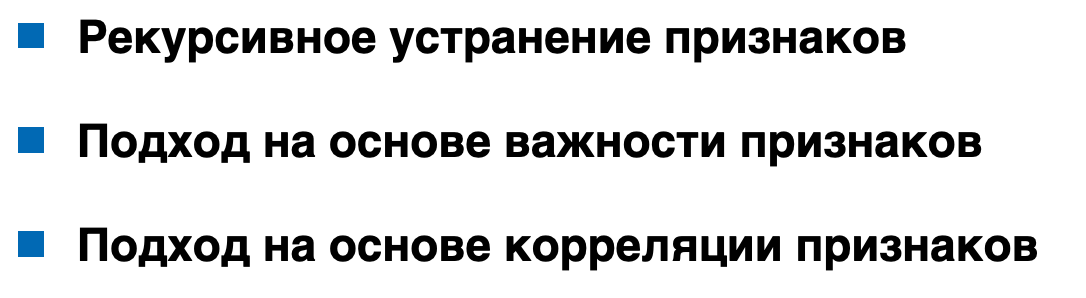 Рекурсивное устранение признаков
Подход на основе важности признаков
Подход на основе корреляции признаков